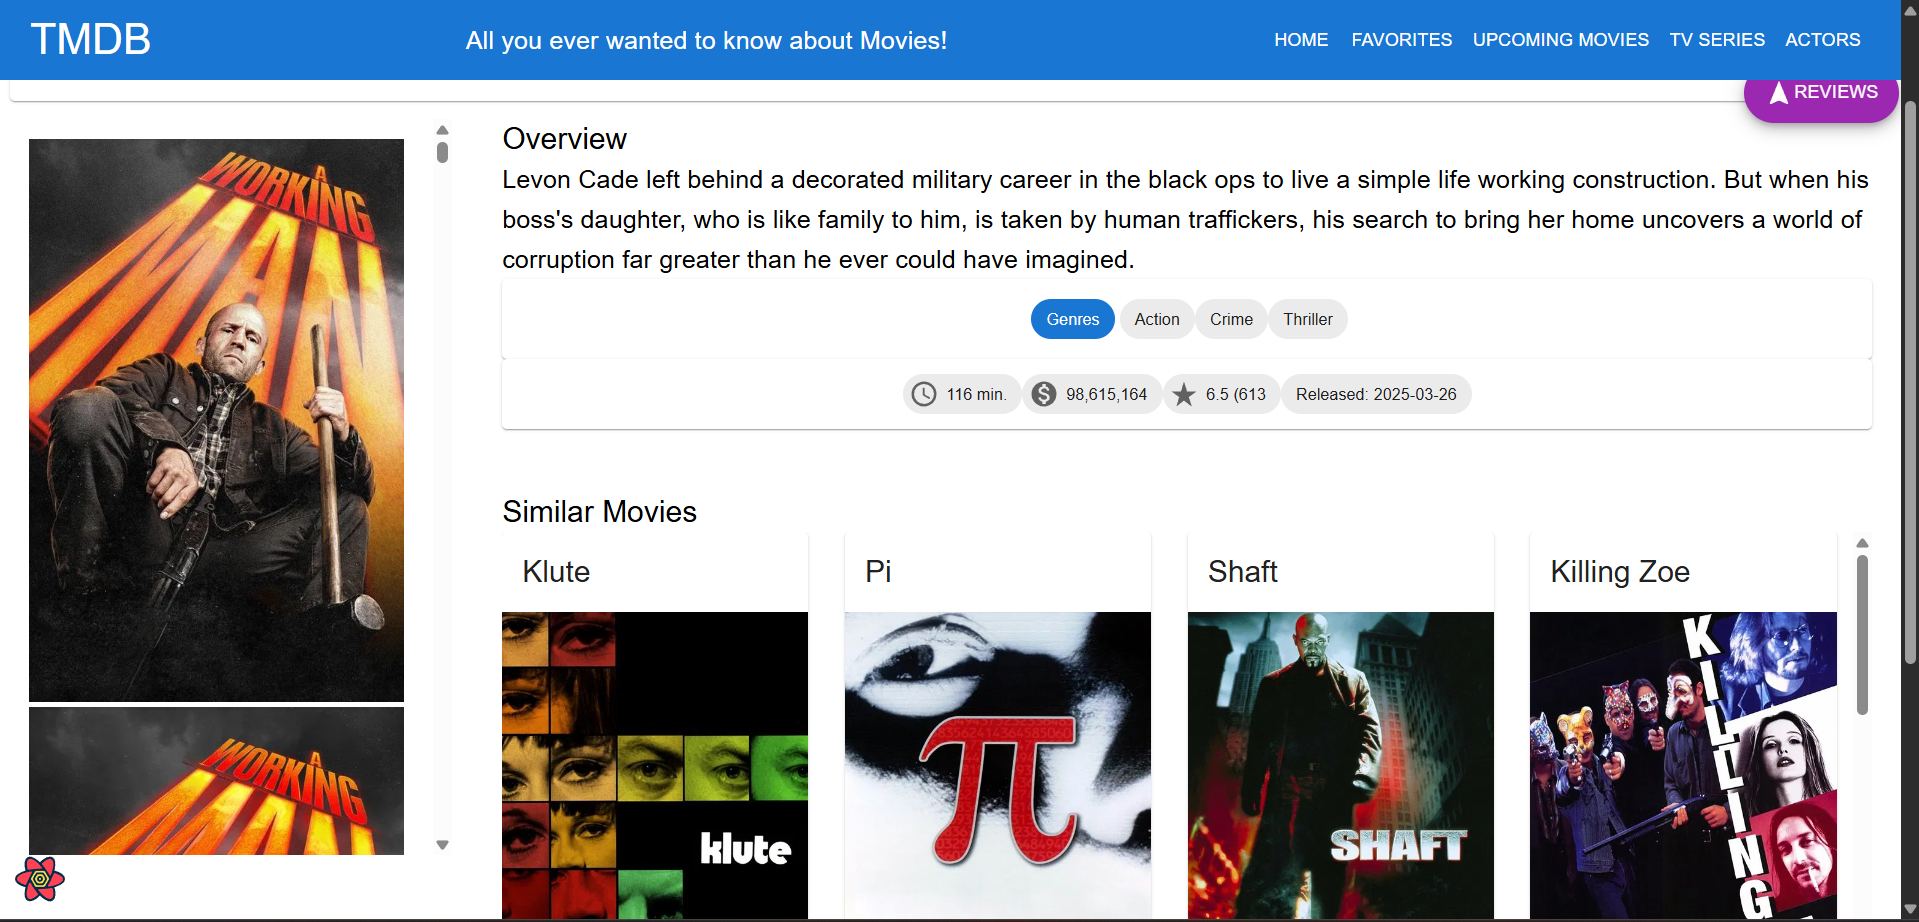 TMDB
All you ever wanted to know about Movies!
HOME FAVORITES UPCOMING MOVIES TV SERIES ACTORS
REVIEWS
A
WORKING
MAN
A
WORKING
MAN
Overview
Levon Cade left behind a decorated military career in the black ops to live a simple life working construction. But when his
boss's daughter, who is like family to him, is taken by human traffickers, his search to bring her home uncovers a world of
corruption far greater than he ever could have imagined.
Genres Action Crime Thriller
116 min. 98,615,164 6.5 (613 Released: 2025-03-26
Similar Movies
Klute Pi Shaft Killing Zoe
klute
π
SHAFT
KILLING